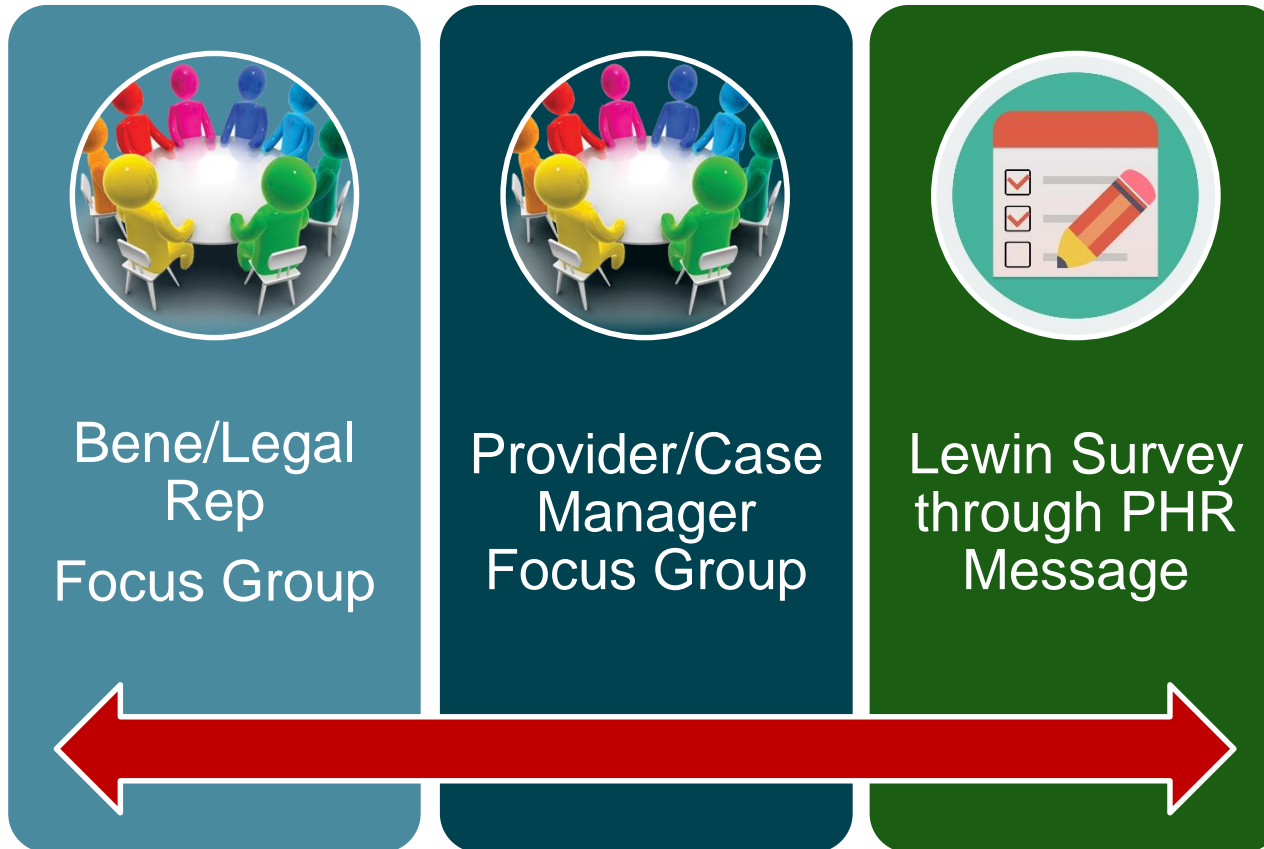 Bene/Legal
Rep
Focus Group
Provider/Case
Manager
Focus Group
Lewin Survey
through PHR
Message